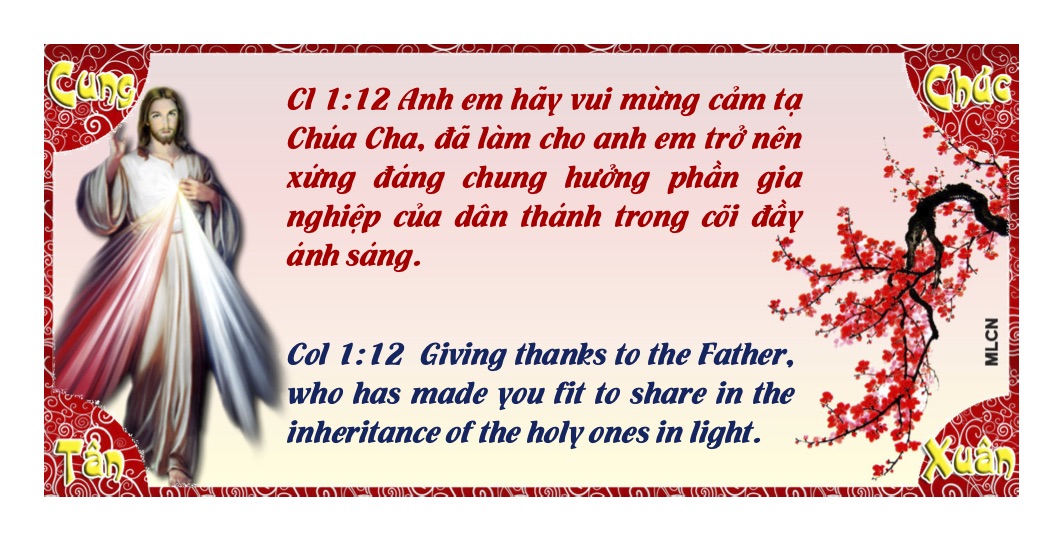 Cung
Chúc
Cl 1:12 Anh em hãy vui mừng cảm tạ
Chúa Cha, đã làm cho anh em trở nên
xứng đáng chung hưởng phần gia
nghiệp của dân thánh trong cõi đầy
ánh sáng.
Col 1:12 Giving thanks to the Father,
who has made you fit to share in the
inheritance of the holy ones in light.
MLCN
Tân
Xuân